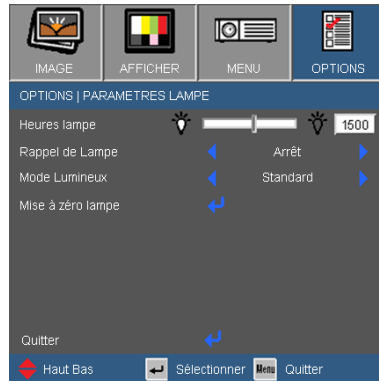 IMAGE AFFICHER MENU OPTIONS
OPTIONS | PARAMETRES LAMPE
Heures lampe 1500
Rappel de Lampe Arrêt
Mode Lumineux Standard
Mise à zéro lampe
Quitter
Haut Bas Sélectionner Menu Quitter